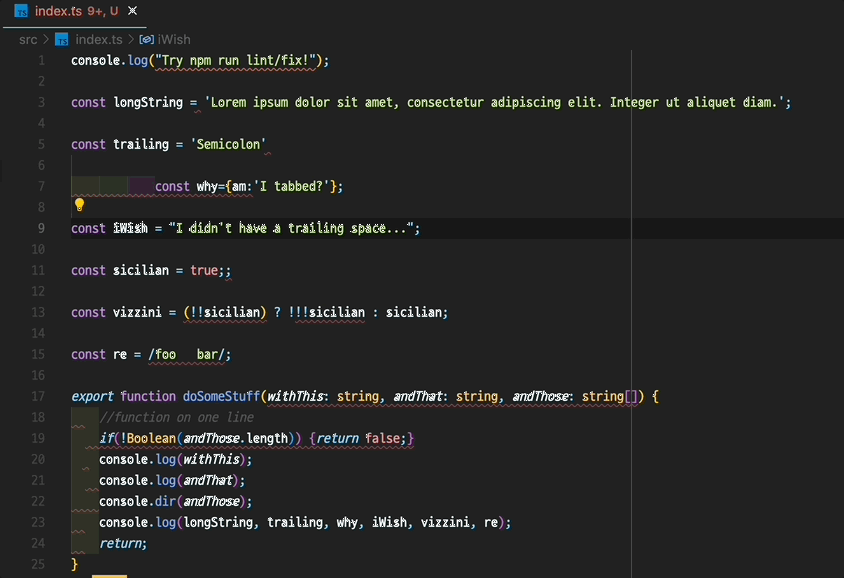 TS index.ts 9+, U ×
src > TS index.ts > iWish
1 console.log("Try npm run lint/fix!");
2
3 const longString = 'Lorem ipsum dolor sit amet, consectetur adipiscing elit. Integer ut aliquet diam.';
4
5 const trailing = 'Semicolon'
6
7 const why={am:'I tabbed?'};
8
9 const iWish = "I didn't have a trailing space...";
10
11 const sicilian = true;;
12
13 const vizzini = (!!sicilian) ? !!!sicilian : sicilian;
14
15 const re = /foo   bar/;
16
17 export function doSomeStuff(withThis: string, andThat: string, andThose: string[]) {
18 //function on one line
19 if(!Boolean(andThose.length)) {return false;}
20 console.log(withThis);
21 console.log(andThat);
22 console.dir(andThose);
23 console.log(longString, trailing, why, iWish, vizzini, re);
24 return;
25 }